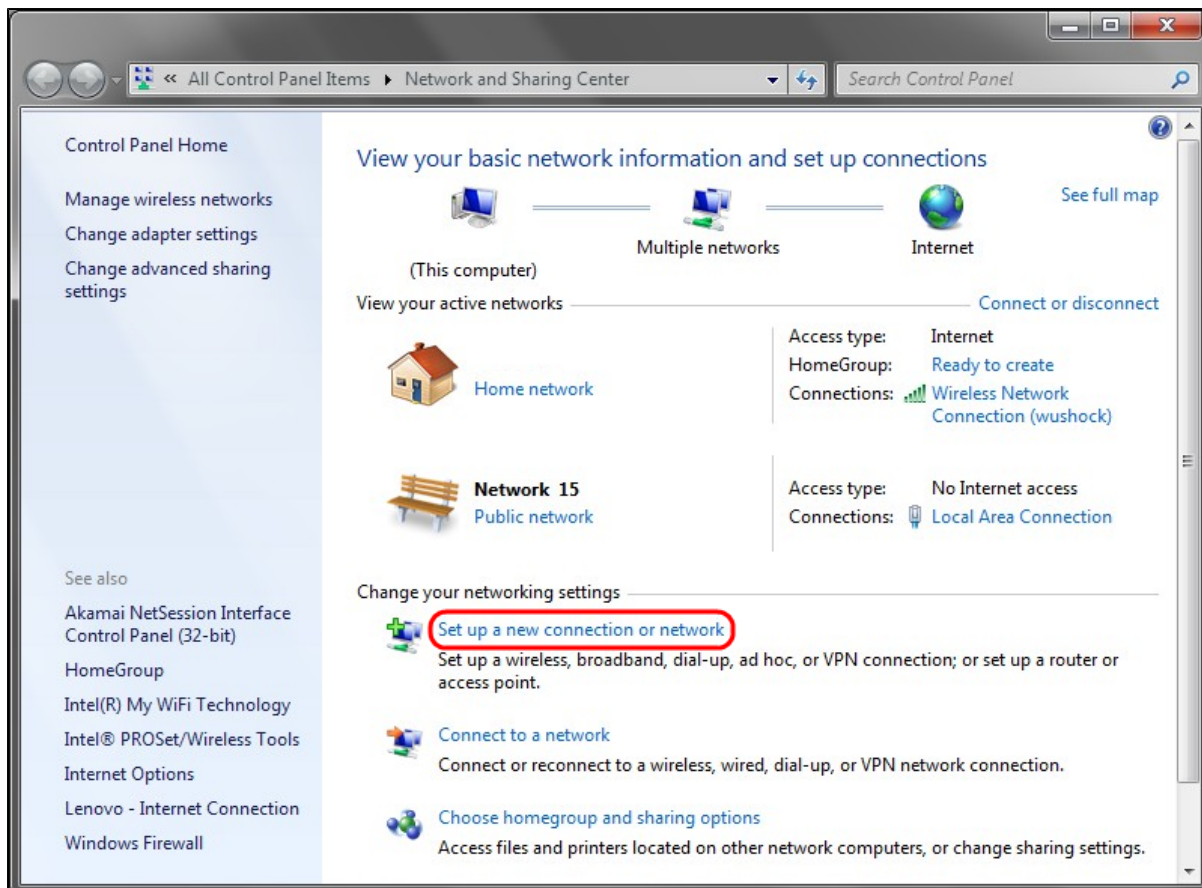 « All Control Panel Items ▸ Network and Sharing Center
Search Control Panel
Control Panel Home
Manage wireless networks
Change adapter settings
Change advanced sharing
settings
See also
Akamai NetSession Interface
Control Panel (32-bit)
HomeGroup
Intel(R) My WiFi Technology
Intel® PROSet/Wireless Tools
Internet Options
Lenovo - Internet Connection
Windows Firewall
View your basic network information and set up connections
See full map
Multiple networks
Internet
(This computer)
View your active networks
Connect or disconnect
Home network
Access type: Internet
HomeGroup: Ready to create
Connections: Wireless Network
Connection (wushock)
Network 15
Public network
Access type: No Internet access
Connections: Local Area Connection
Change your networking settings
Set up a new connection or network
Set up a wireless, broadband, dial-up, ad hoc, or VPN connection; or set up a router or
access point.
Connect to a network
Connect or reconnect to a wireless, wired, dial-up, or VPN network connection.
Choose homegroup and sharing options
Access files and printers located on other network computers, or change sharing settings.